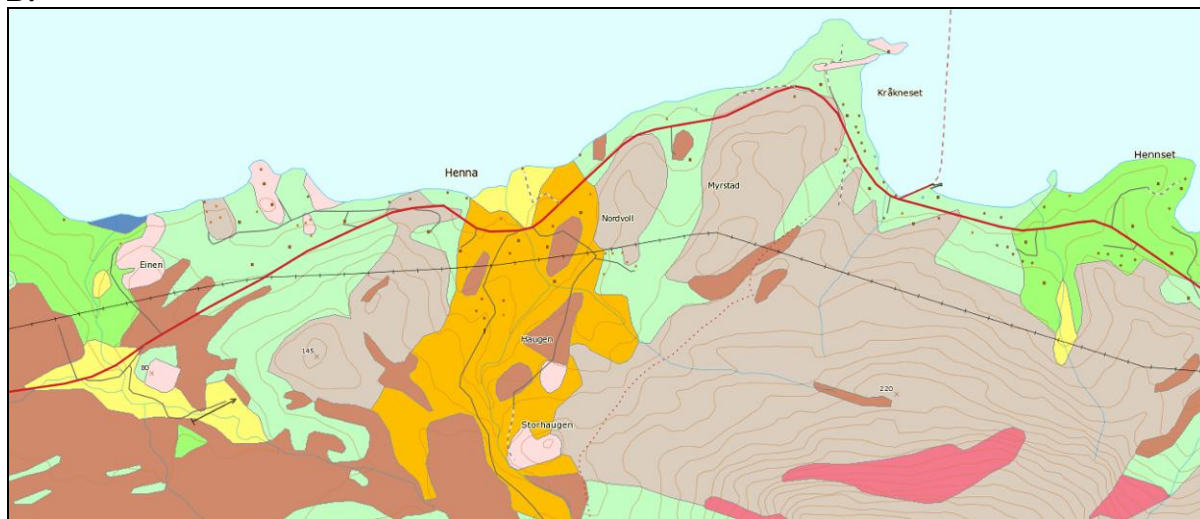 Kråkneset
Hennset
Henna
Myrstad
Nordvoll
Einen
145
Haugen
80
220
Storhaugen